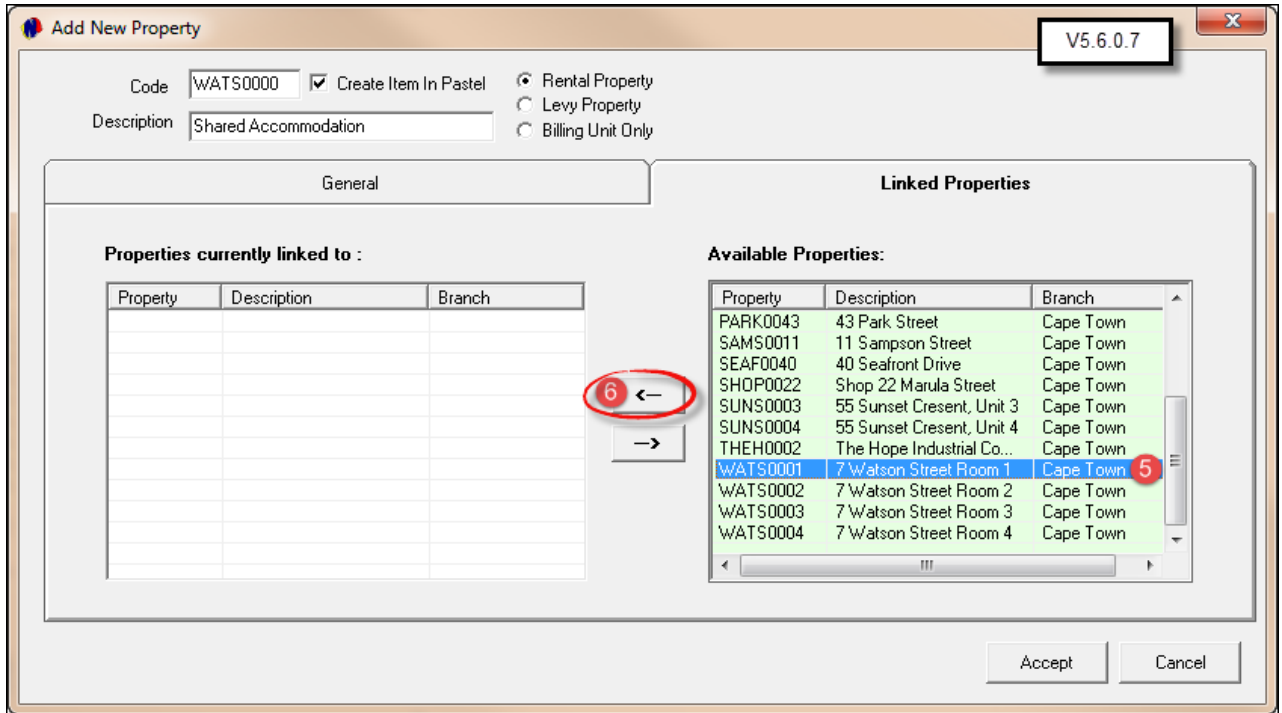 Add New Property
V5.6.0.7
Code WATS0000 Create Item In Pastel Rental Property
Levy Property
Description Shared Accommodation Billing Unit Only
General Linked Properties
Properties currently linked to : Available Properties:
Property Description Branch
Property Description Branch
PARK0043 43 Park Street Cape Town
SAMS0011 11 Sampson Street Cape Town
SEAF0040 40 Seafront Drive Cape Town
SHOP0022 Shop 22 Marula Street Cape Town
SUNS0003 55 Sunset Cresent, Unit 3 Cape Town
SUNS0004 55 Sunset Cresent, Unit 4 Cape Town
THEH0002 The Hope Industrial Co... Cape Town
WATS0001 7 Watson Street Room 1 Cape Town 5
WATS0002 7 Watson Street Room 2 Cape Town
WATS0003 7 Watson Street Room 3 Cape Town
WATS0004 7 Watson Street Room 4 Cape Town
6 <--
-->
Accept Cancel